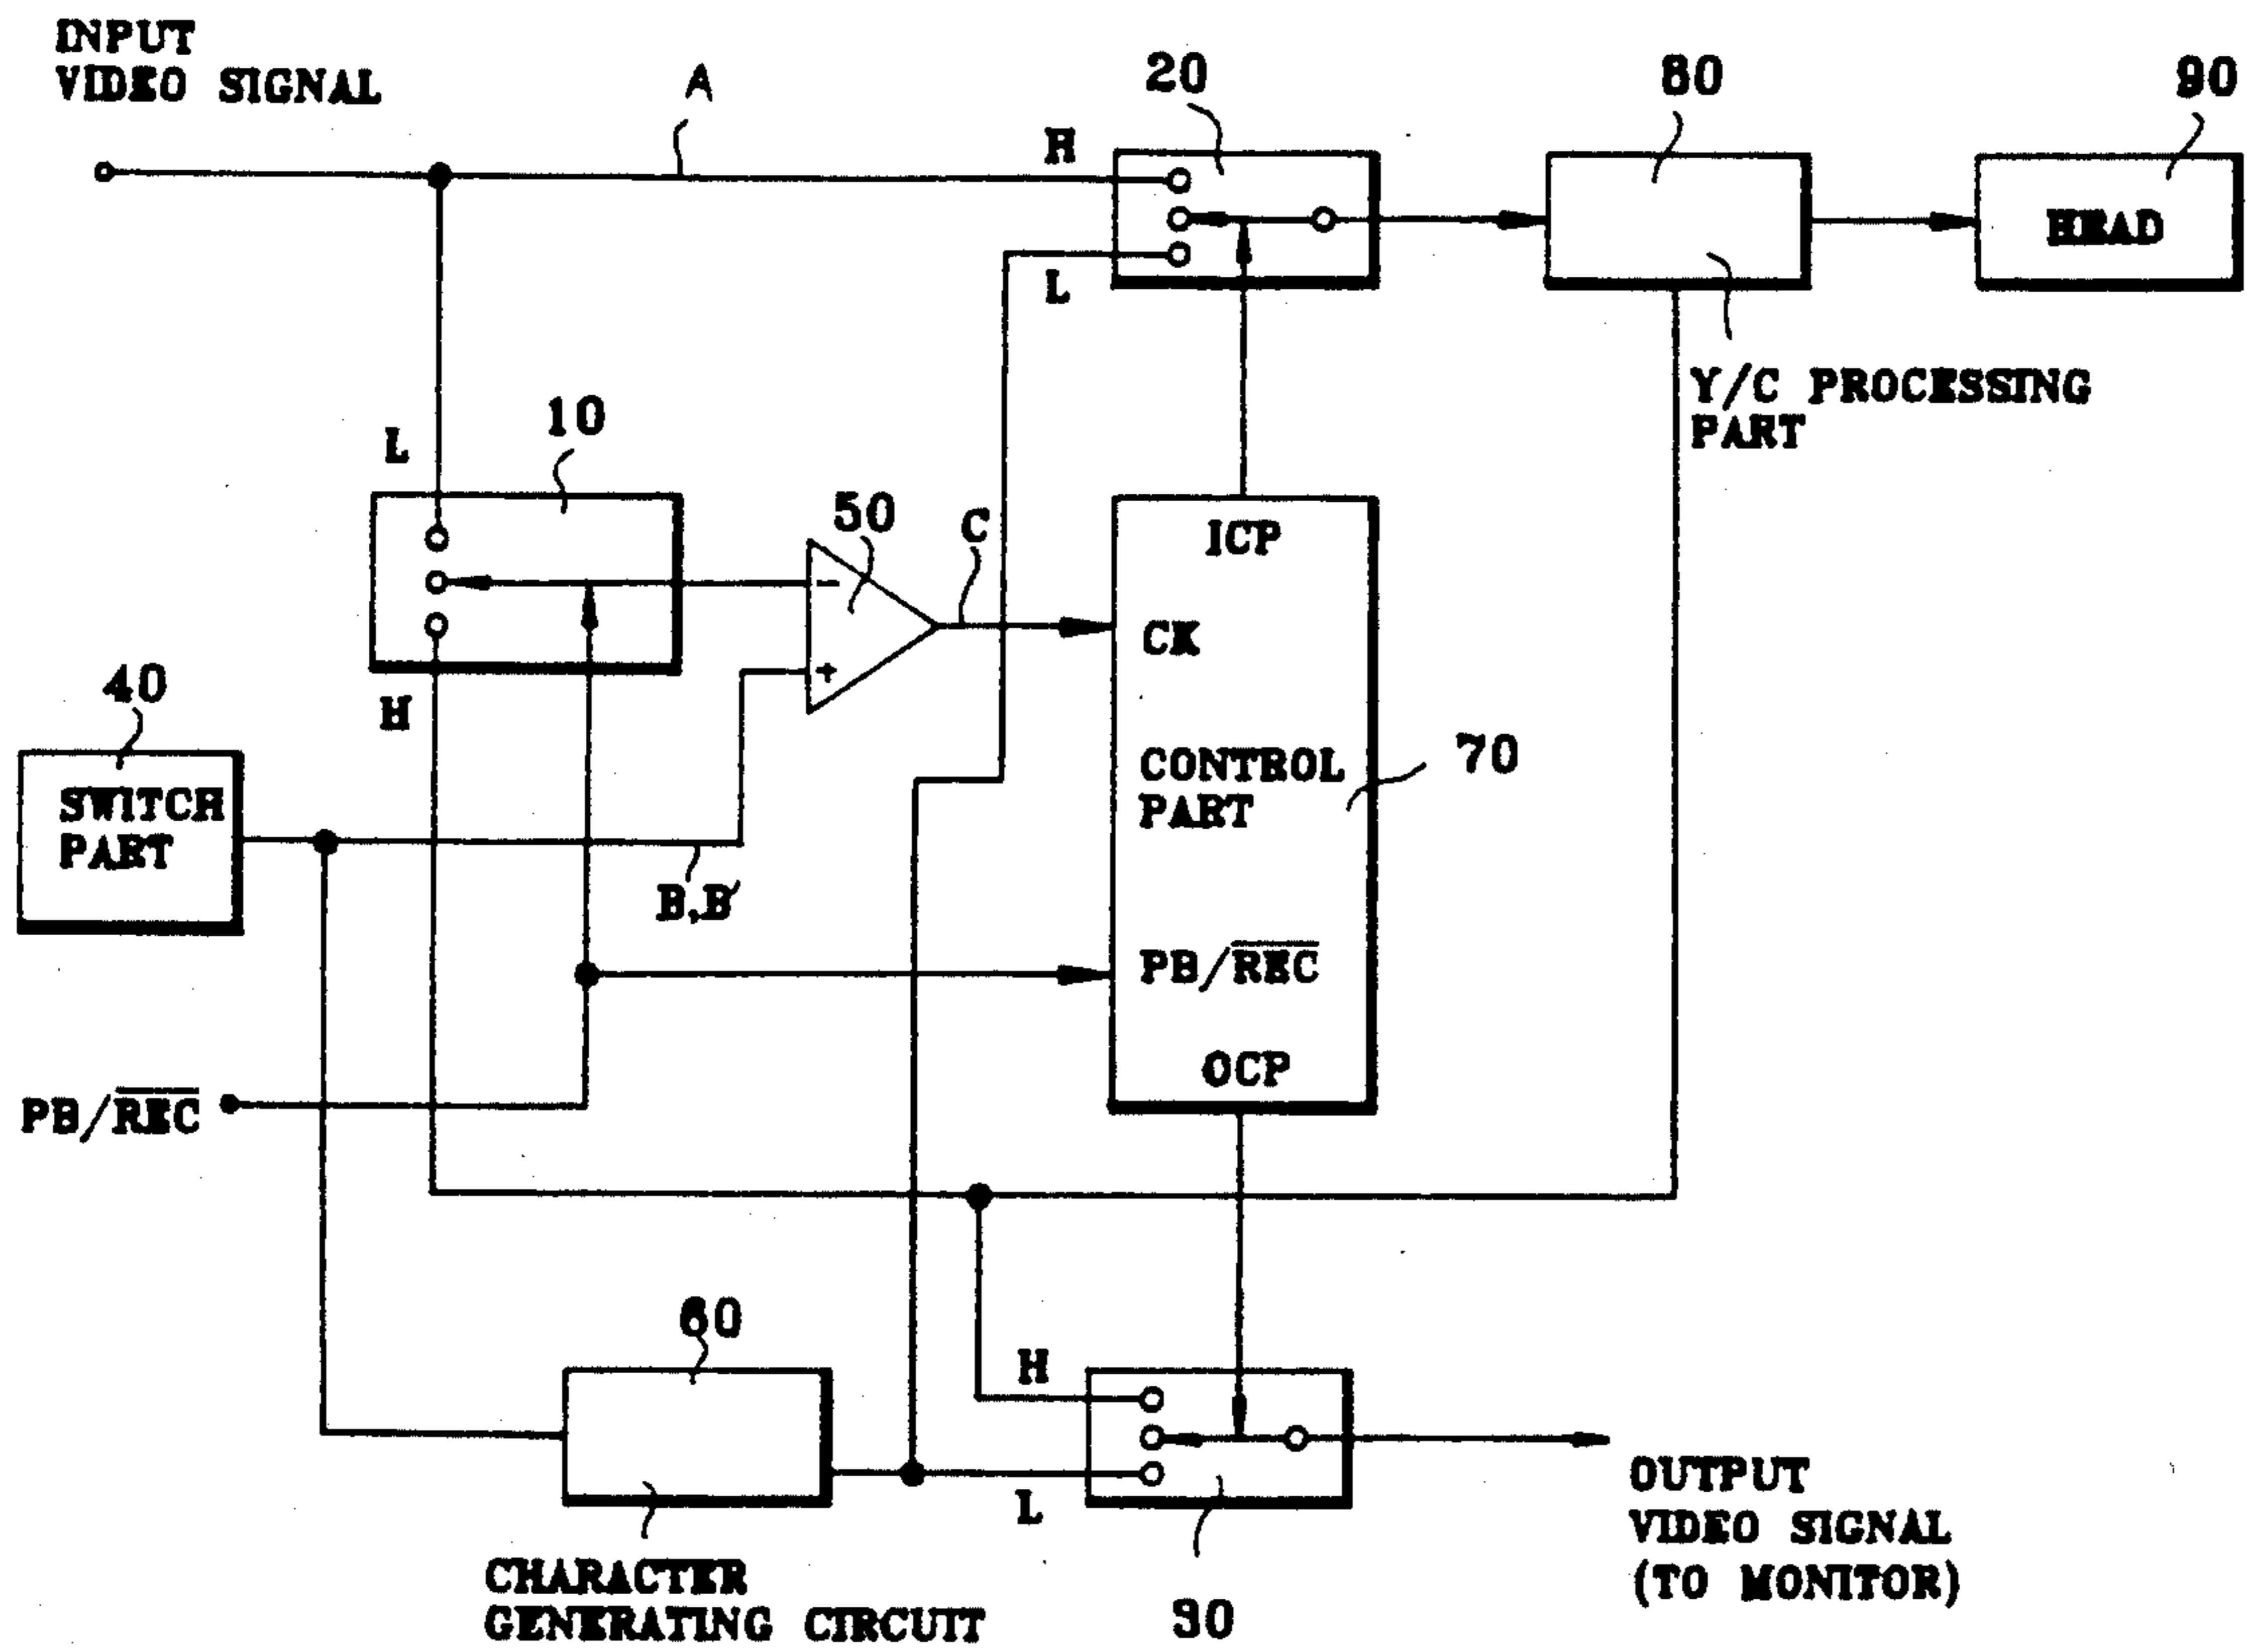 INPUT
VIDEO SIGNAL
A
20
80
90
H
L
HEAD
Y/C PROCESSING
PART
L
10
50
C
ICP
CK
H
40
SWITCH
PART
CONTROL
PART
70
B,B'
PB/REC
OCP
PB/REC
60
H
L
OUTPUT
VIDEO SIGNAL
(TO MONITOR)
CHARACTER
GENERATING CIRCUIT
30
-
+